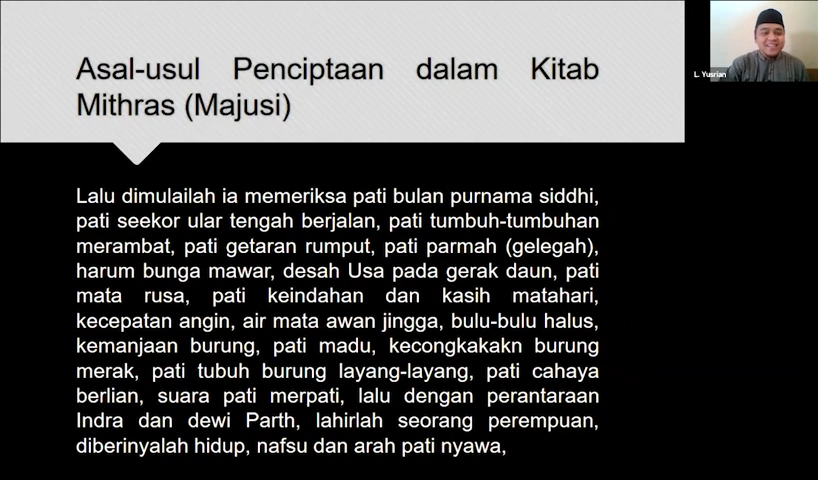 Asal-usul Penciptaan dalam Kitab
Mithras (Majusi)
L. Yusrian
Lalu dimulailah ia memeriksa pati bulan purnama siddhi,
pati seekor ular tengah berjalan, pati tumbuh-tumbuhan
merambat, pati getaran rumput, pati parmah (gelegah),
harum bunga mawar, desah Usa pada gerak daun, pati
mata rusa, pati keindahan dan kasih matahari,
kecepatan angin, air mata awan jingga, bulu-bulu halus,
kemanjaan burung, pati madu, kecongkakakn burung
merak, pati tubuh burung layang-layang, pati cahaya
berlian, suara pati merpati, lalu dengan perantaraan
Indra dan dewi Parth, lahirlah seorang perempuan,
diberinyalah hidup, nafsu dan arah pati nyawa,